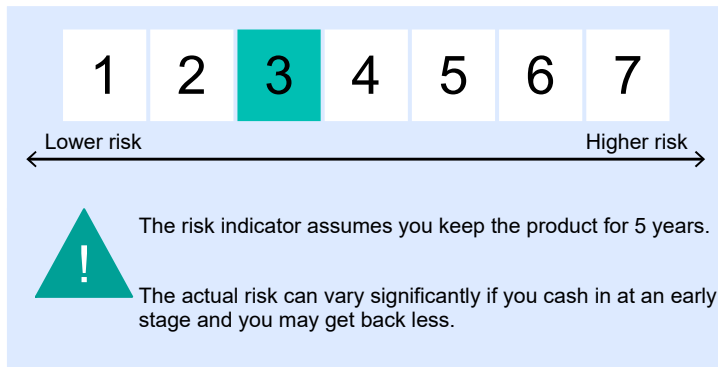 1 2 3 4 5 6 7
Lower risk Higher risk
The risk indicator assumes you keep the product for 5 years.
!
The actual risk can vary significantly if you cash in at an early
stage and you may get back less.